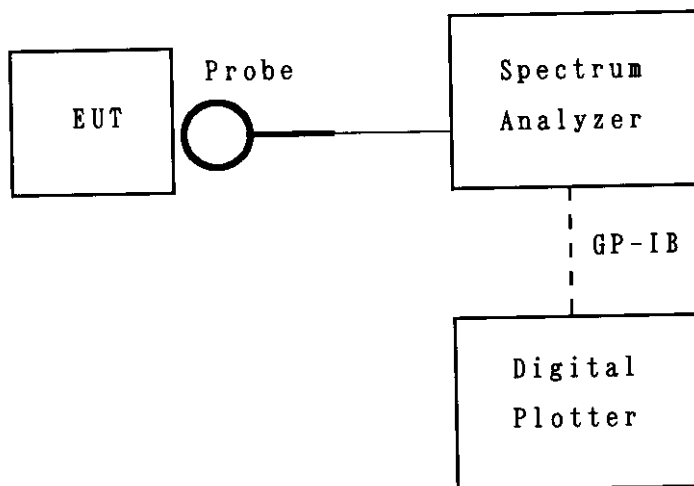 Probe
EUT
Spectrum
Analyzer
GP-IB
Digital
Plotter